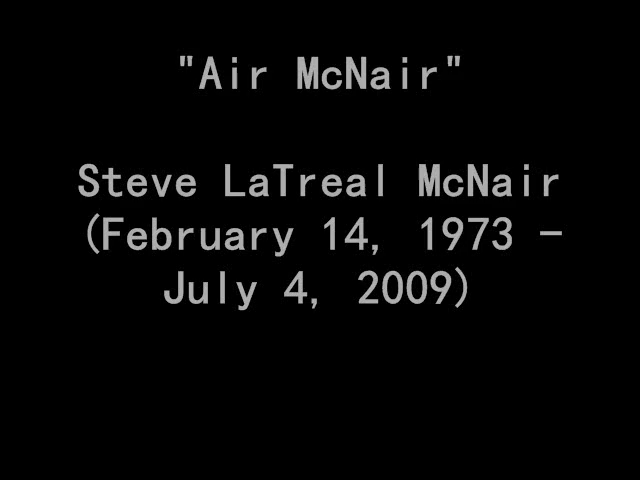 "Air McNair"
Steve LaTreal McNair
(February 14, 1973 -
July 4, 2009)